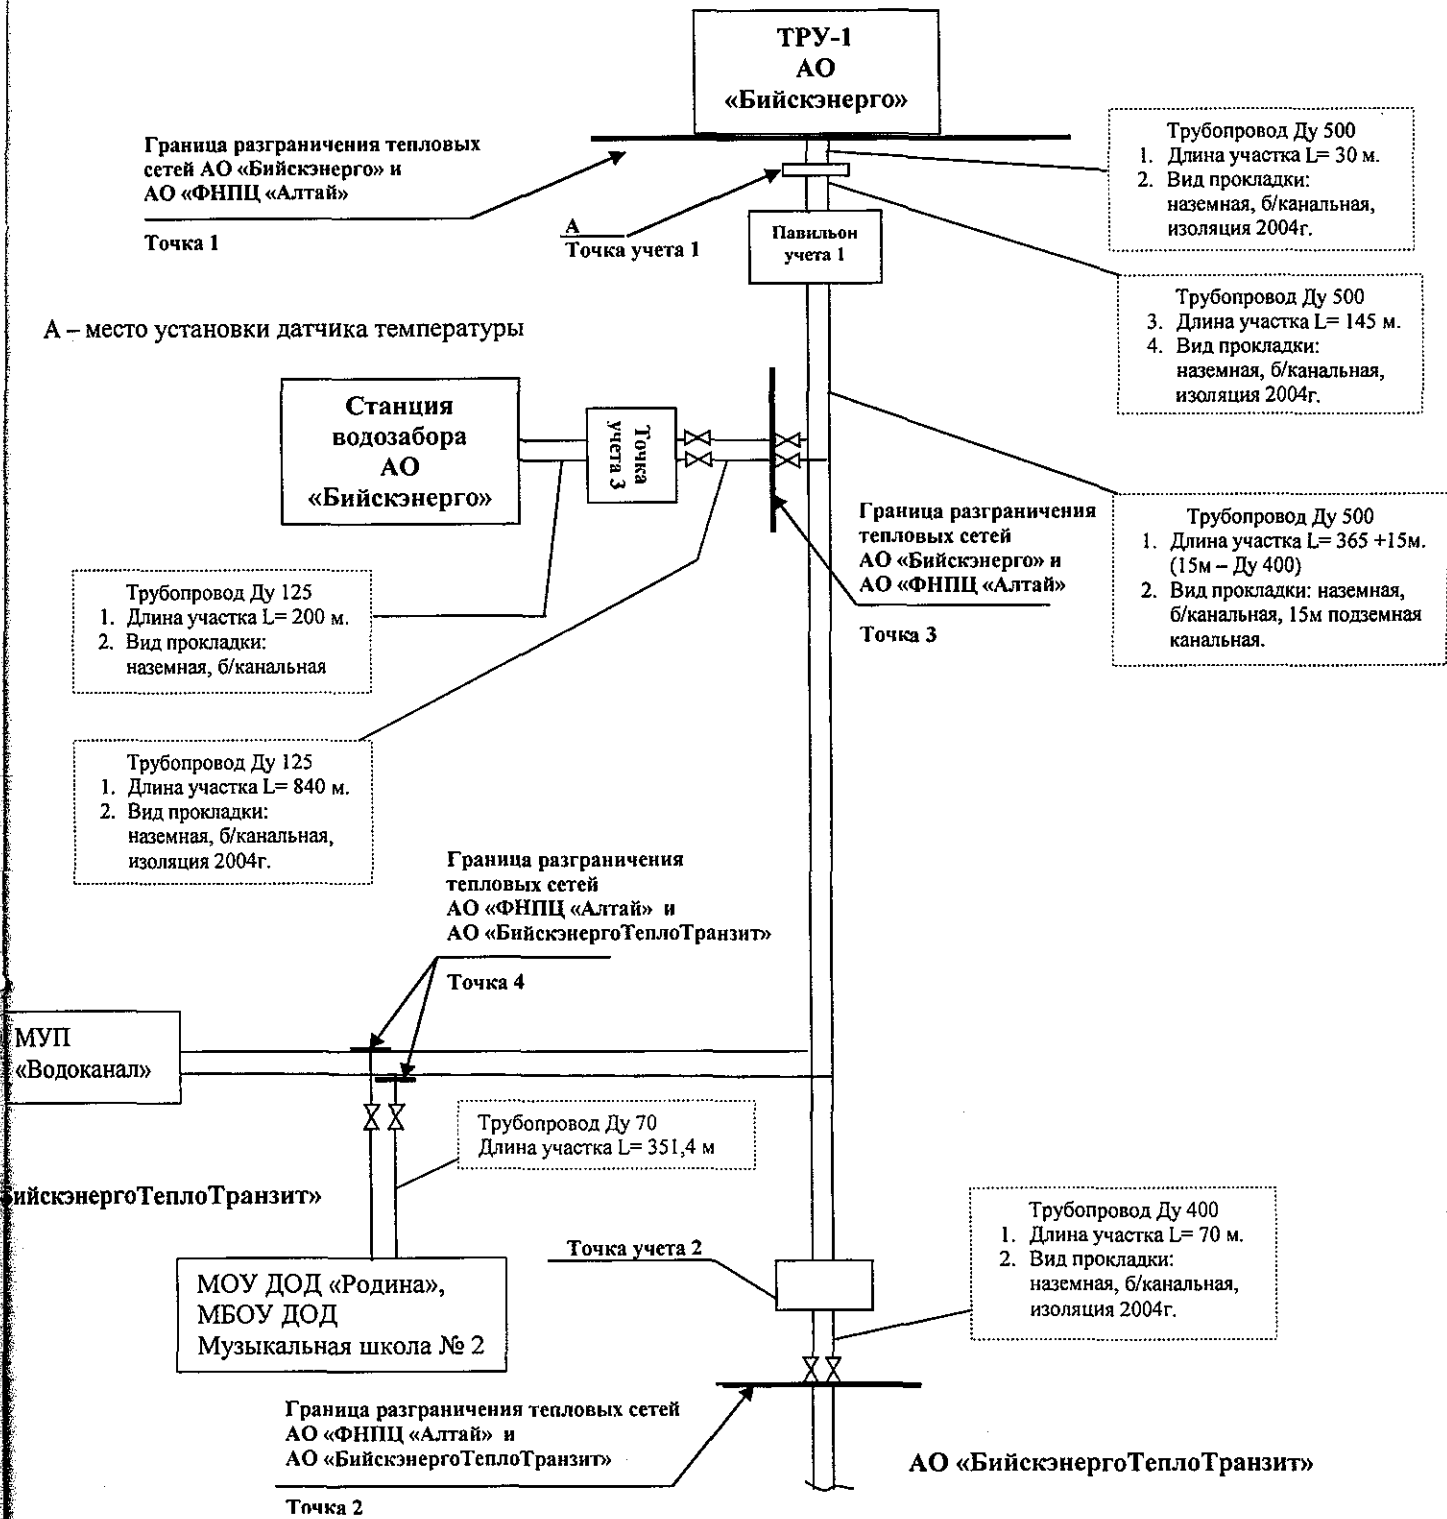 ТРУ-1
АО
«Бийскэнерго»
Граница разграничения тепловых
сетей АО «Бийскэнерго» и
АО «ФНПЦ «Алтай»
Точка 1
А
Точка учета 1
Павильон
учета 1
Трубопровод Ду 500
1. Длина участка L= 30 м.
2. Вид прокладки:
наземная, б/канальная,
изоляция 2004г.
Трубопровод Ду 500
3. Длина участка L= 145 м.
4. Вид прокладки:
наземная, б/канальная,
изоляция 2004г.
А – место установки датчика температуры
Станция
водозабора
АО
«Бийскэнерго»
Точка
учета 3
Граница разграничения
тепловых сетей
АО «Бийскэнерго» и
АО «ФНПЦ «Алтай»
Точка 3
Трубопровод Ду 500
1. Длина участка L= 365 +15м.
(15м – Ду 400)
2. Вид прокладки: наземная,
б/канальная, 15м подземная
канальная.
Трубопровод Ду 125
1. Длина участка L= 200 м.
2. Вид прокладки:
наземная, б/канальная
Трубопровод Ду 125
1. Длина участка L= 840 м.
2. Вид прокладки:
наземная, б/канальная,
изоляция 2004г.
Граница разграничения
тепловых сетей
АО «ФНПЦ «Алтай» и
АО «БийскэнергоТеплоТранзит»
Точка 4
МУП
«Водоканал»
Трубопровод Ду 70
Длина участка L= 351,4 м
ийскэнергоТеплоТранзит»
МОУ ДОД «Родина»,
МБОУ ДОД
Музыкальная школа № 2
Точка учета 2
Трубопровод Ду 400
1. Длина участка L= 70 м.
2. Вид прокладки:
наземная, б/канальная,
изоляция 2004г.
Граница разграничения тепловых сетей
АО «ФНПЦ «Алтай» и
АО «БийскэнергоТеплоТранзит»
Точка 2
АО «БийскэнергоТеплоТранзит»